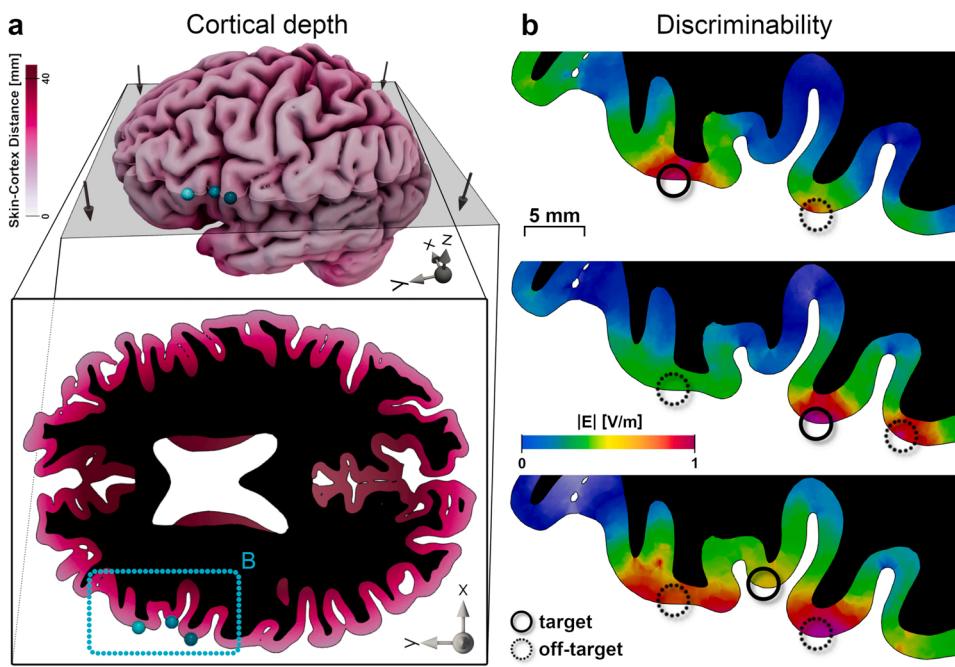 a
Cortical depth
Skin-Cortex Distance [mm]
40
0
X
Z
Y
B
X
Y
b
Discriminability
5 mm
|E| [V/m]
0
1
target
off-target